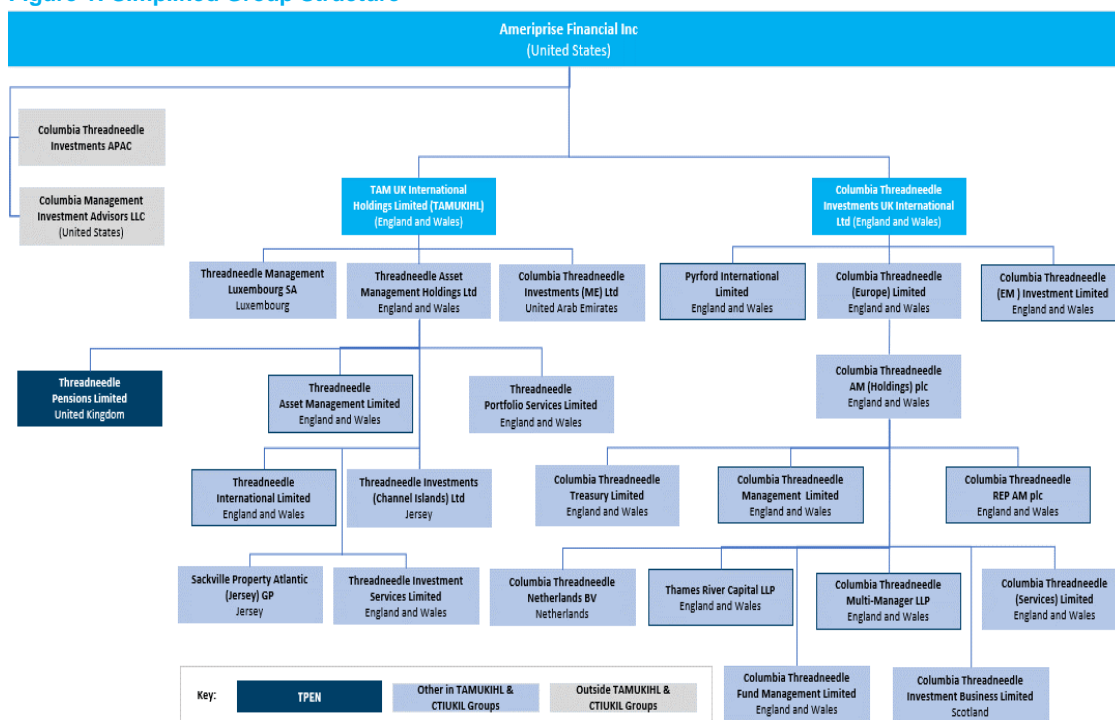 Figure 1: Simplified Group Structure
Ameriprise Financial Inc
(United States)
Columbia Threadneedle
Investments APAC
Columbia Management
Investment Advisors LLC
(United States)
TAM UK International
Holdings Limited (TAMUKIHL)
(England and Wales)
Columbia Threadneedle
Investments UK International
Ltd (England and Wales)
Threadneedle Management
Luxembourg SA
Luxembourg
Threadneedle Asset
Management Holdings Ltd
England and Wales
Columbia Threadneedle
Investments (ME) Ltd
United Arab Emirates
Pyrford International
Limited
England and Wales
Columbia Threadneedle
(Europe) Limited
England and Wales
Columbia Threadneedle
(EM ) Investment Limited
England and Wales
Threadneedle
Pensions Limited
United Kingdom
Threadneedle
Asset Management Limited
England and Wales
Threadneedle
Portfolio Services Limited
England and Wales
Columbia Threadneedle
AM (Holdings) plc
England and Wales
Threadneedle
International Limited
England and Wales
Threadneedle Investments
(Channel Islands) Ltd
Jersey
Columbia Threadneedle
Treasury Limited
England and Wales
Columbia Threadneedle
Management Limited
England and Wales
Columbia Threadneedle
REP AM plc
England and Wales
Sackville Property Atlantic
(Jersey) GP
Jersey
Threadneedle Investment
Services Limited
England and Wales
Columbia Threadneedle
Netherlands BV
Netherlands
Thames River Capital LLP
England and Wales
Columbia Threadneedle
Multi-Manager LLP
England and Wales
Columbia Threadneedle
(Services) Limited
England and Wales
Columbia Threadneedle
Fund Management Limited
England and Wales
Columbia Threadneedle
Investment Business Limited
Scotland
Key:
TPEN
Other in TAMUKIHL &
CTIUKIL Groups
Outside TAMUKIHL &
CTIUKIL Groups